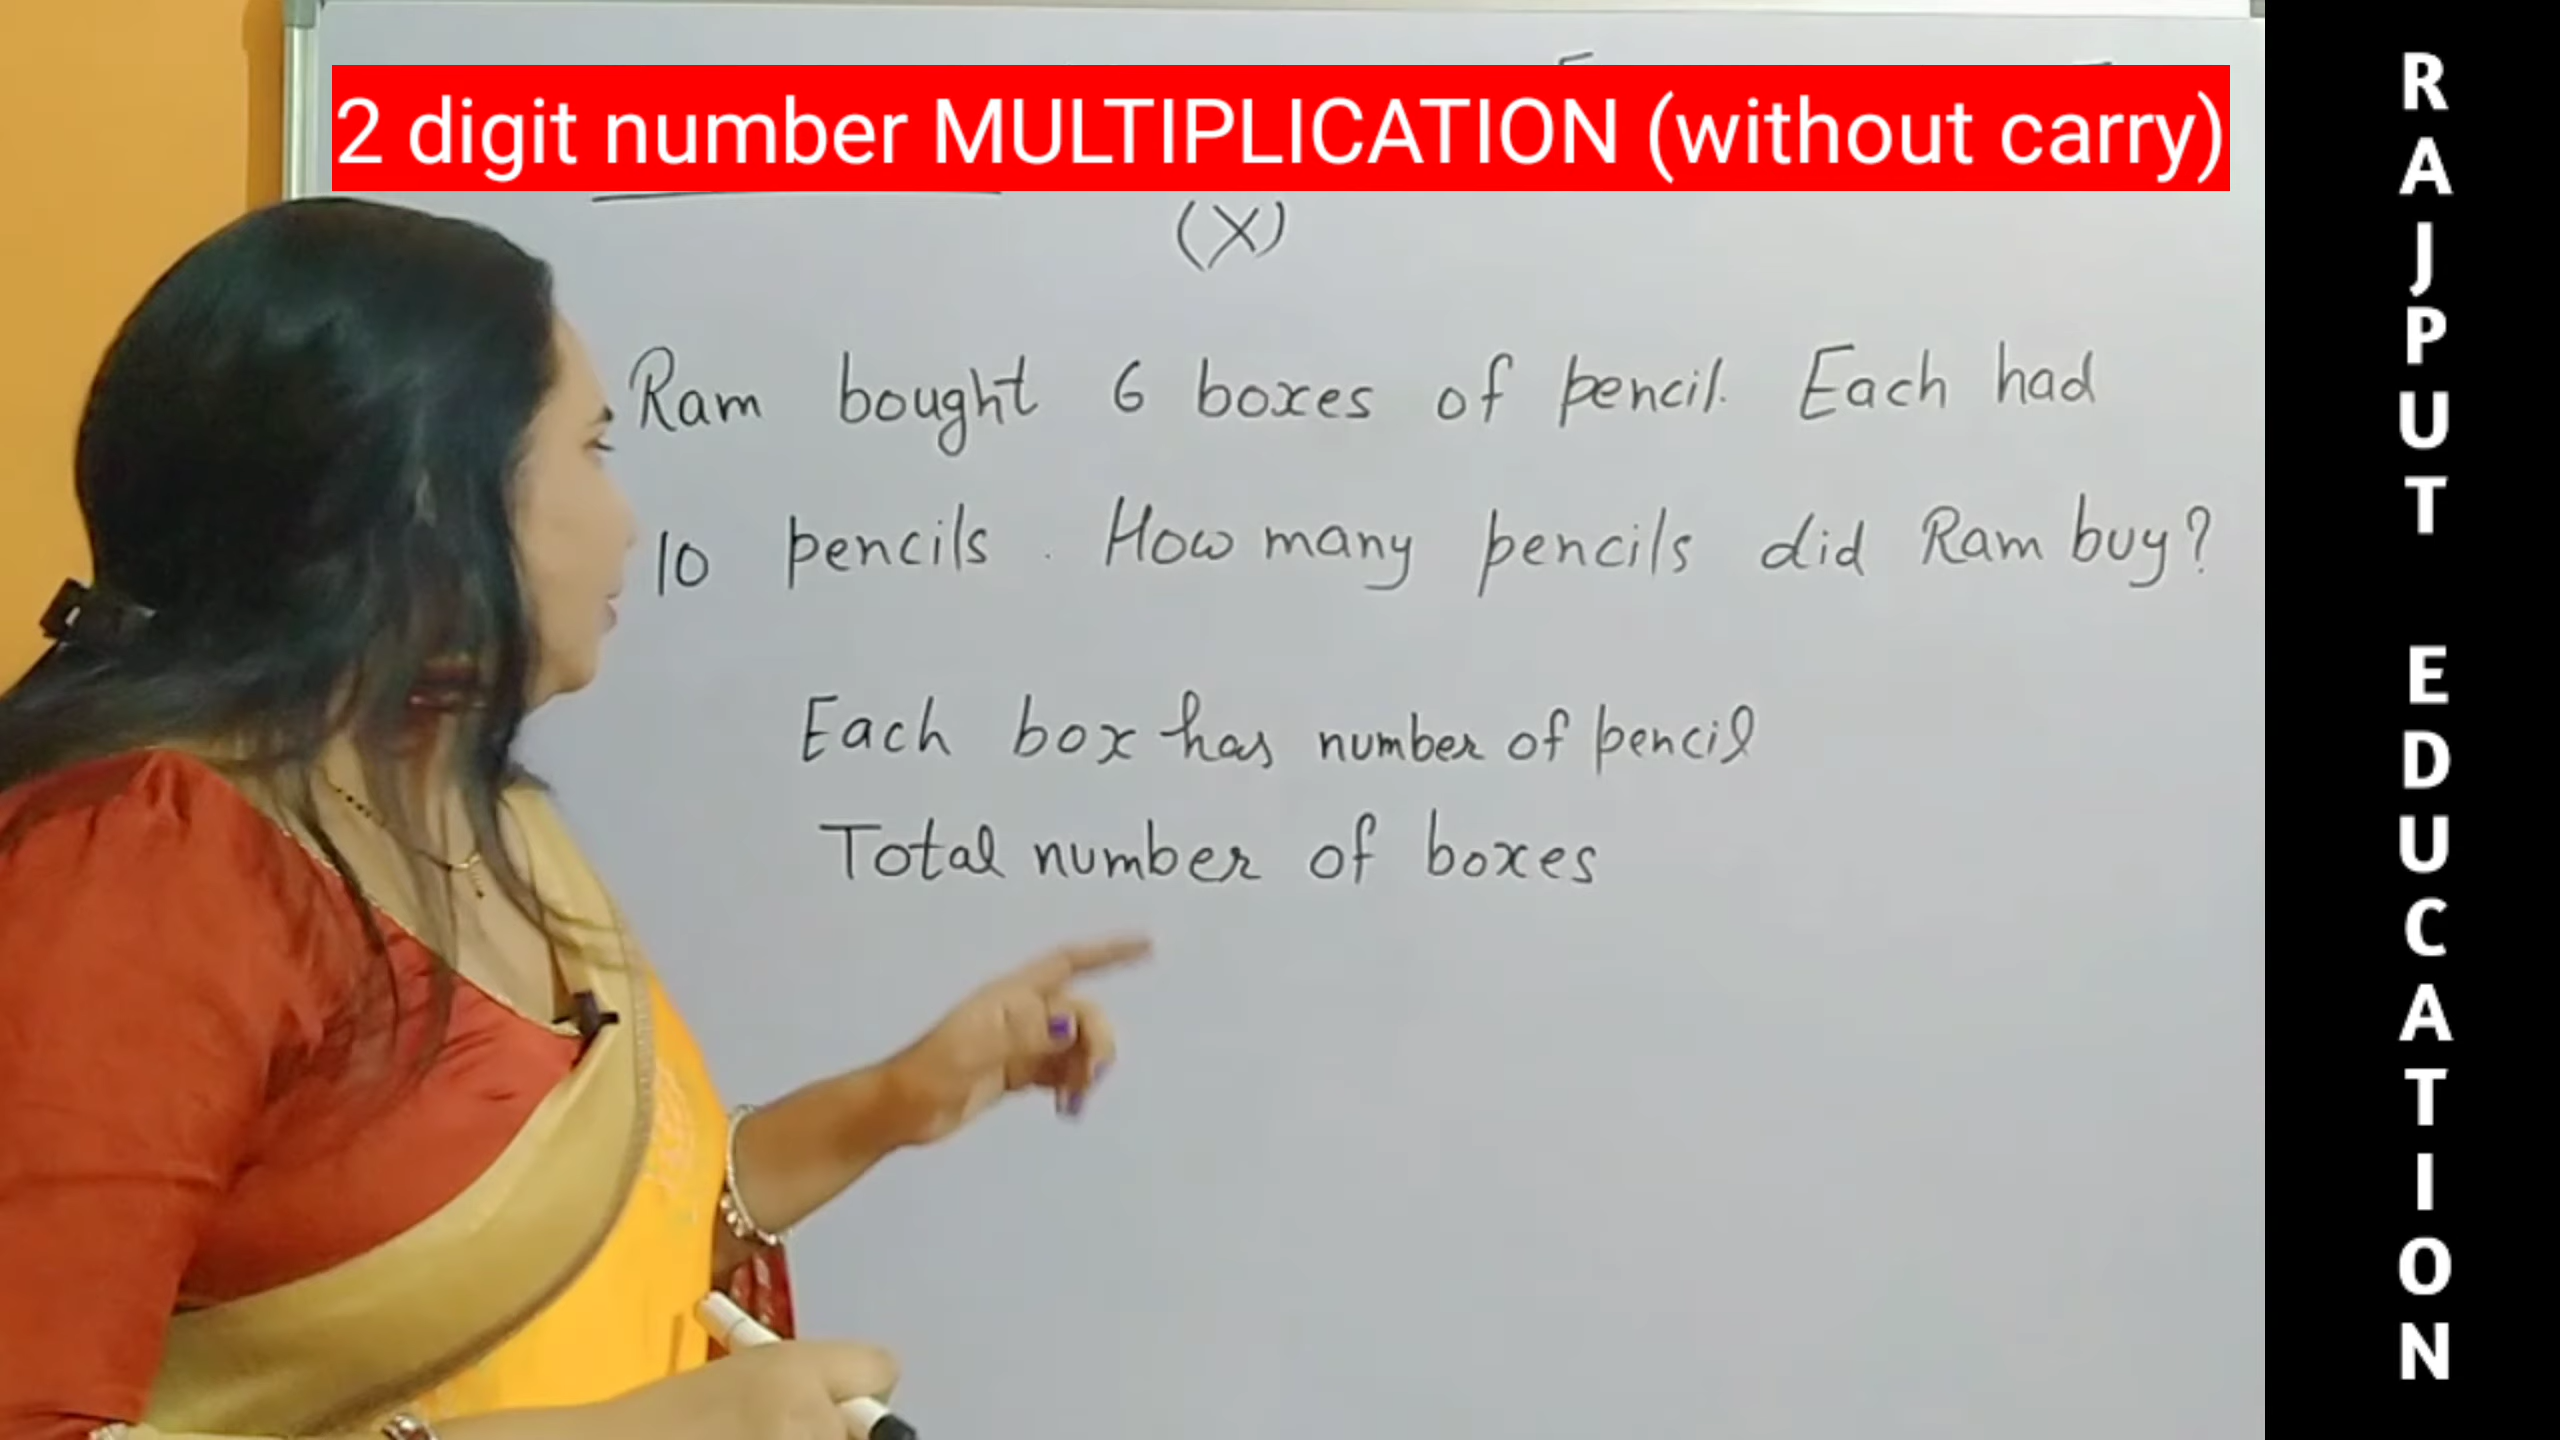 2 digit number MULTIPLICATION (without carry)
(X)
Ram bought 6 boxes of pencil. Each had
10 pencils. How many pencils did Ram buy?
Each box has number of pencil
Total number of boxes
RAJPUT EDUCATION